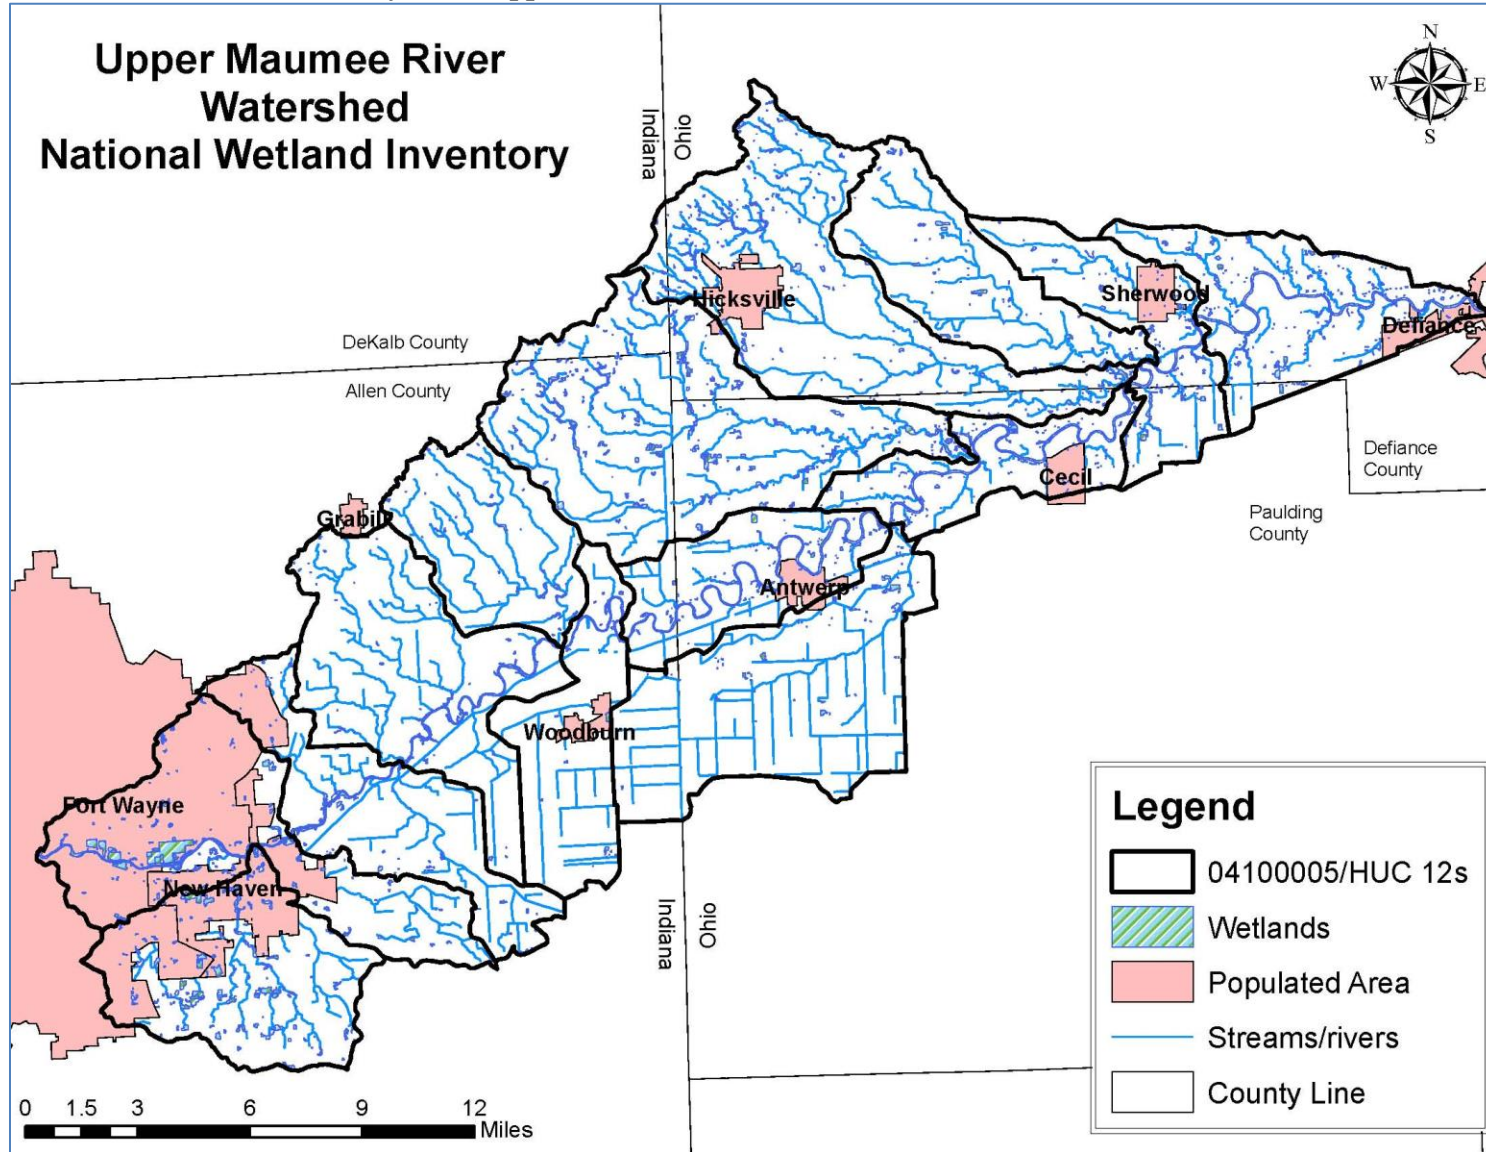 Upper Maumee River
Watershed
National Wetland Inventory
N
W E
S
Indiana
Ohio
Hicksville
Sherwood
Defiance
DeKalb County
Allen County
Defiance
County
Cecil
Paulding
County
Grabill
Antwerp
Woodburn
Fort Wayne
New Haven
Indiana
Ohio
Legend
04100005/HUC 12s
Wetlands
Populated Area
Streams/rivers
County Line
0 1.5 3 6 9 12
Miles